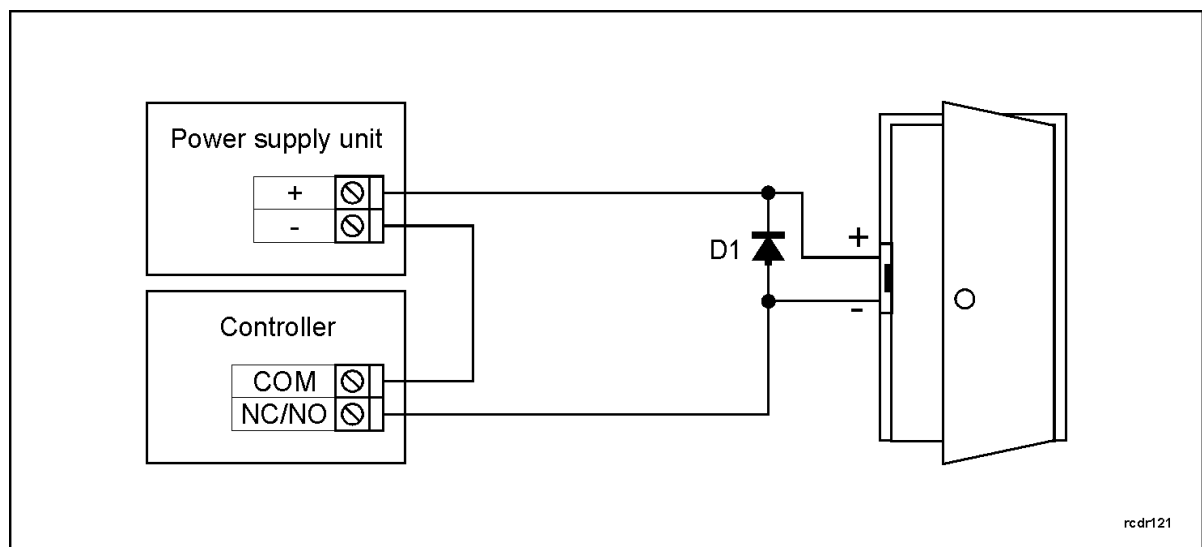 Power supply unit
+
-
D1
+
-
Controller
COM
NC/NO
rcdr121